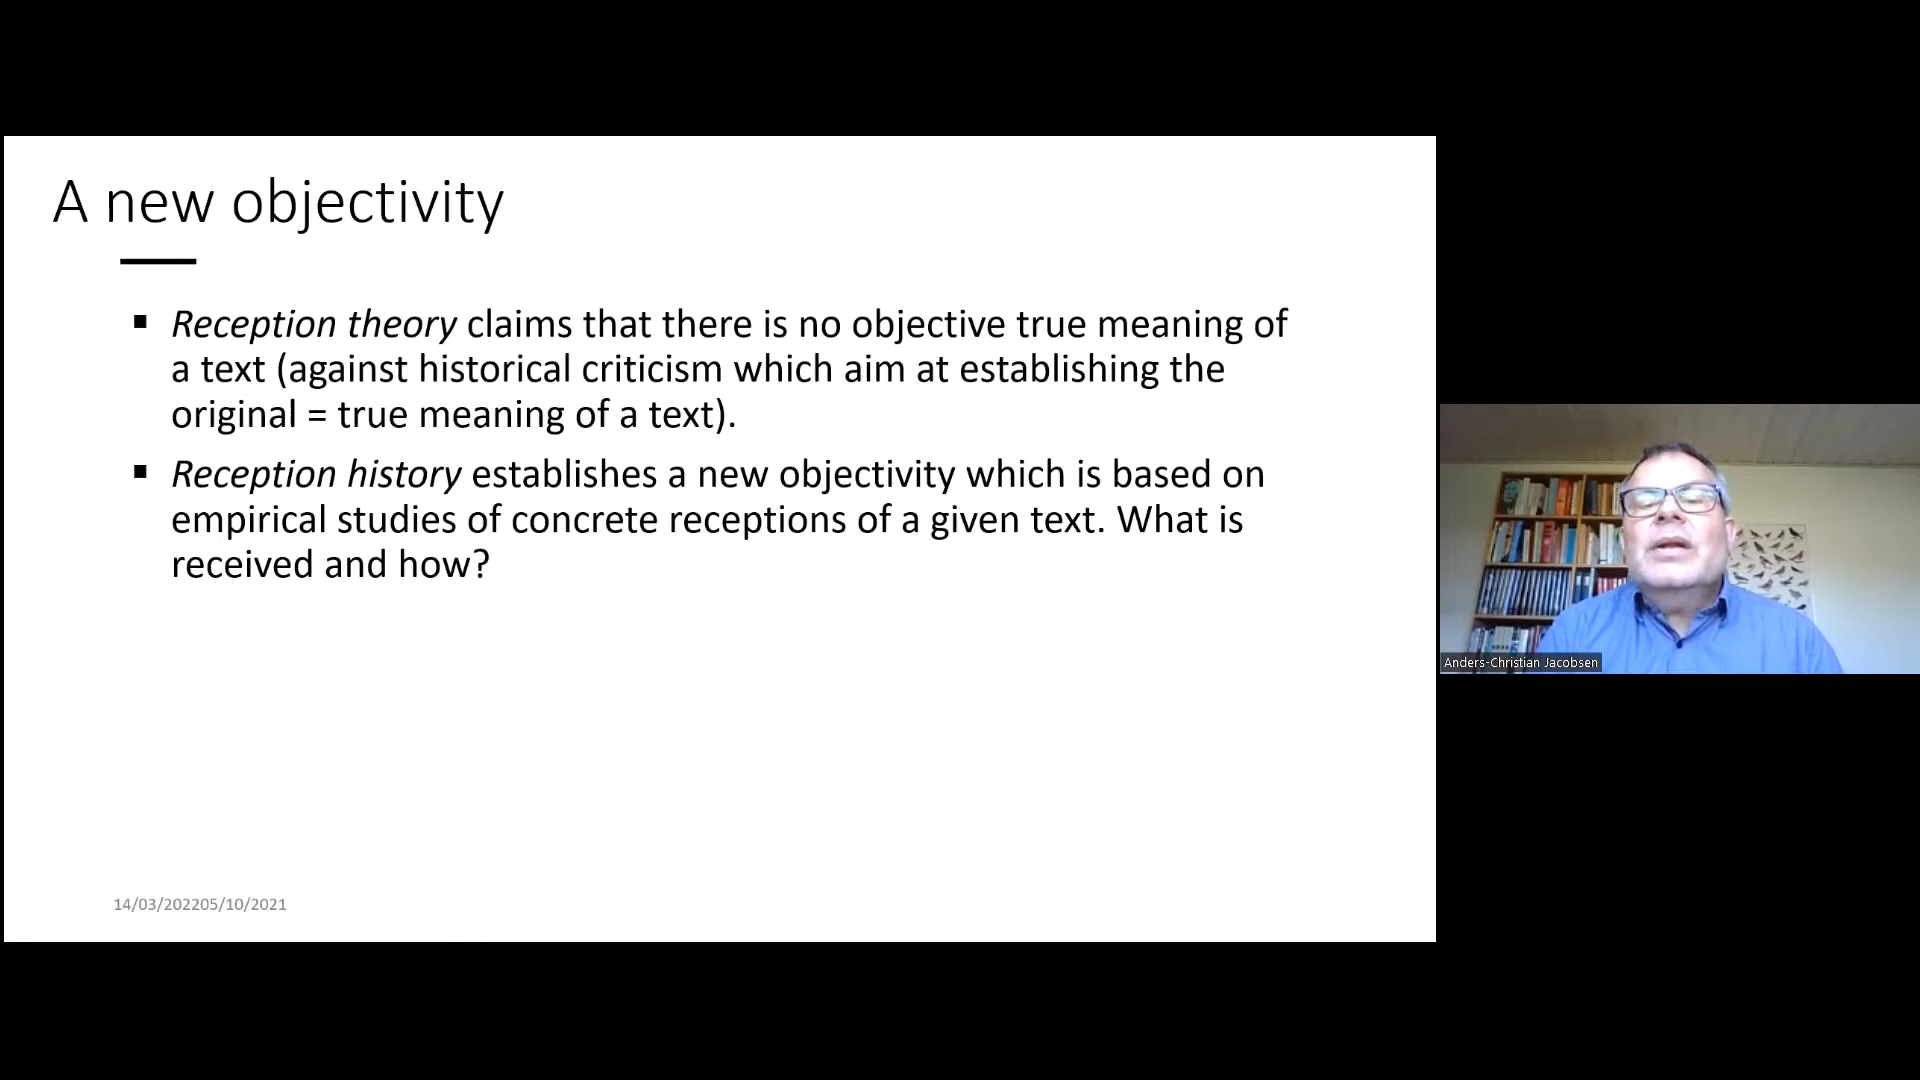 A new objectivity
▪ Reception theory claims that there is no objective true meaning of
a text (against historical criticism which aim at establishing the
original = true meaning of a text).
▪ Reception history establishes a new objectivity which is based on
empirical studies of concrete receptions of a given text. What is
received and how?
14/03/202205/10/2021
Anders-Christian Jacobsen